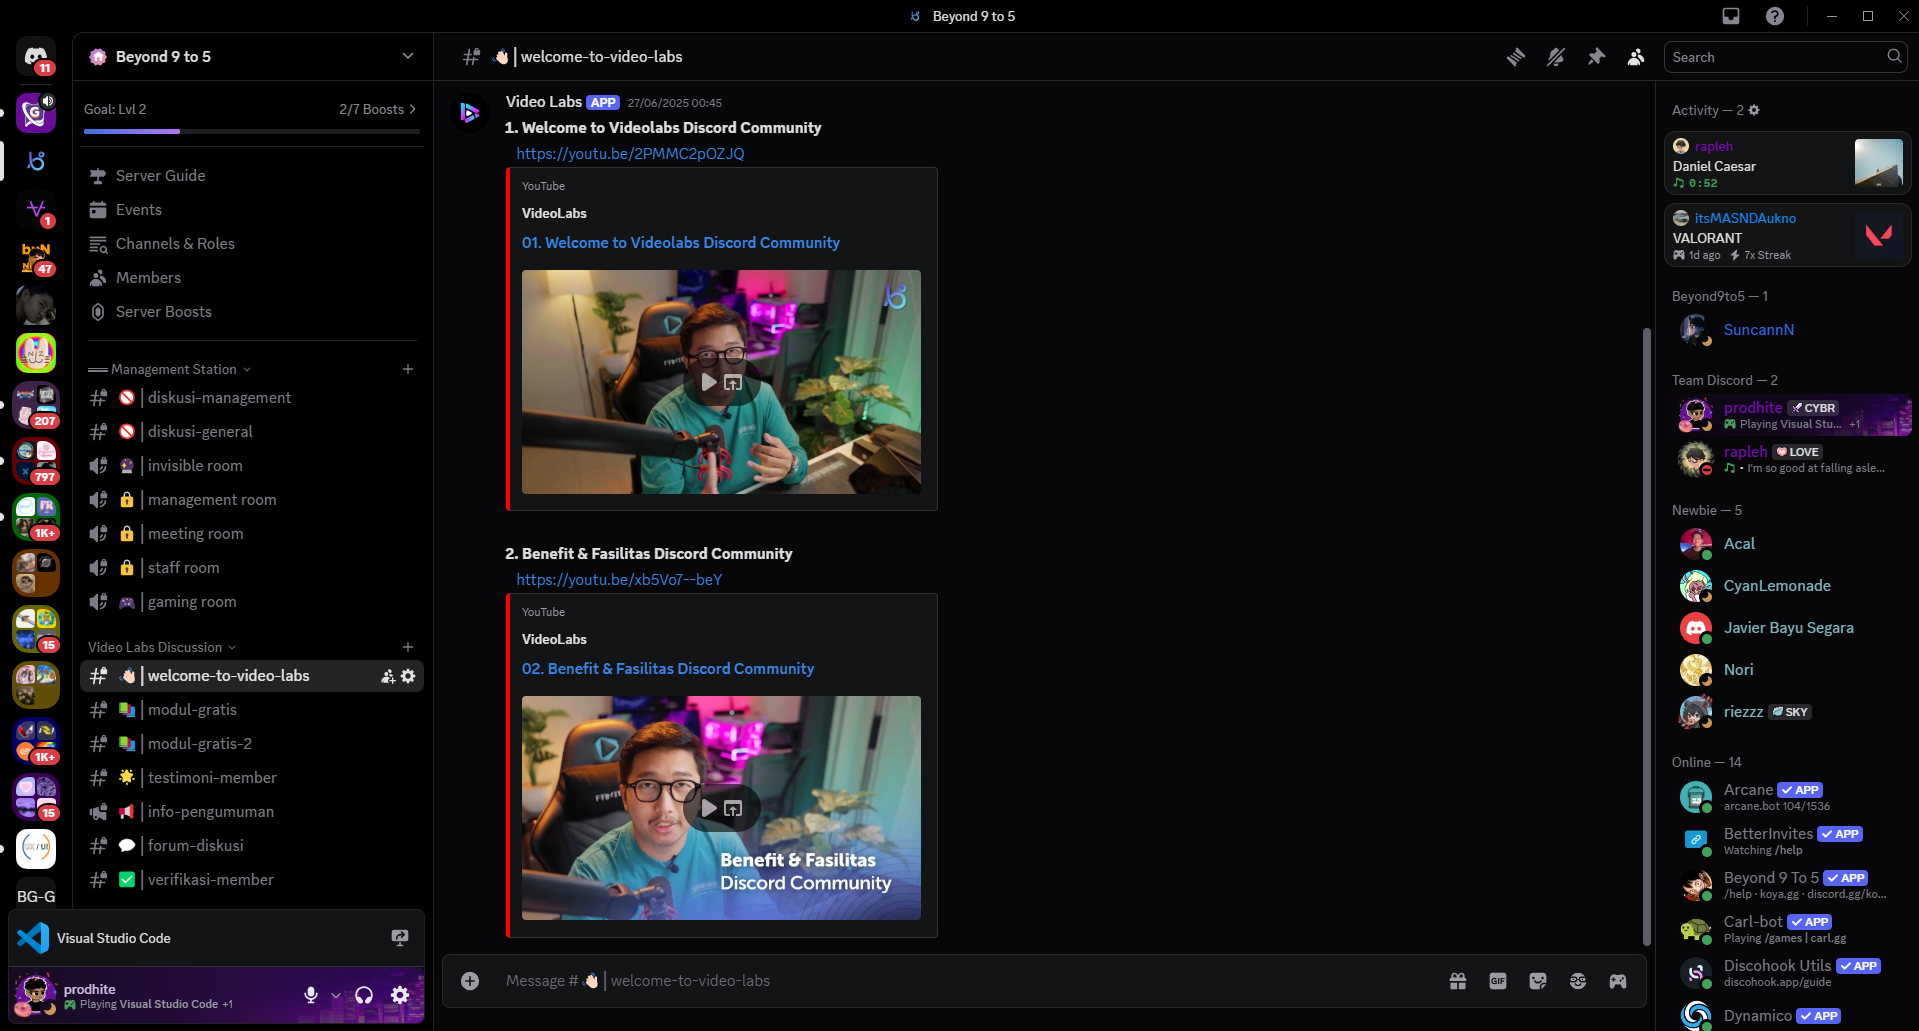 Beyond 9 to 5
11
1
47
207
797
1K+
15
1K+
15
UX / UI
BG-G
Beyond 9 to 5
Goal: Lvl 2
2/7 Boosts
Server Guide
Events
Channels & Roles
Members
Server Boosts
Management Station
diskusi-management
diskusi-general
invisible room
management room
meeting room
staff room
gaming room
Video Labs Discussion
welcome-to-video-labs
modul-gratis
modul-gratis-2
testimoni-member
info-pengumuman
forum-diskusi
verifikasi-member
Visual Studio Code
prodhite
Playing Visual Studio Code +1
welcome-to-video-labs
Video Labs APP 27/06/2025 00:45
1. Welcome to Videolabs Discord Community
https://youtu.be/2PMMC2pOZJQ
YouTube
VideoLabs
01. Welcome to Videolabs Discord Community
2. Benefit & Fasilitas Discord Community
https://youtu.be/xb5Vo7--beY
YouTube
VideoLabs
02. Benefit & Fasilitas Discord Community
Benefit & Fasilitas
Discord Community
Message # welcome-to-video-labs
GIF
Search
Activity — 2
rapleh
Daniel Caesar
0:52
itsMASNDAukno
VALORANT
1d ago 7x Streak
Beyond9to5 — 1
SuncannN
Team Discord — 2
prodhite CYBR
Playing Visual Stu... +1
rapleh LOVE
• I'm so good at falling asle...
Newbie — 5
Acal
CyanLemonade
Javier Bayu Segara
Nori
riezzz SKY
Online — 14
Arcane APP
arcane.bot 104/1536
BetterInvites APP
Watching /help
Beyond 9 To 5 APP
/help · koya.gg · discord.gg/ko...
Carl-bot APP
Playing /games | carl.gg
Discohook Utils APP
discohook.app/guide
Dynamico APP